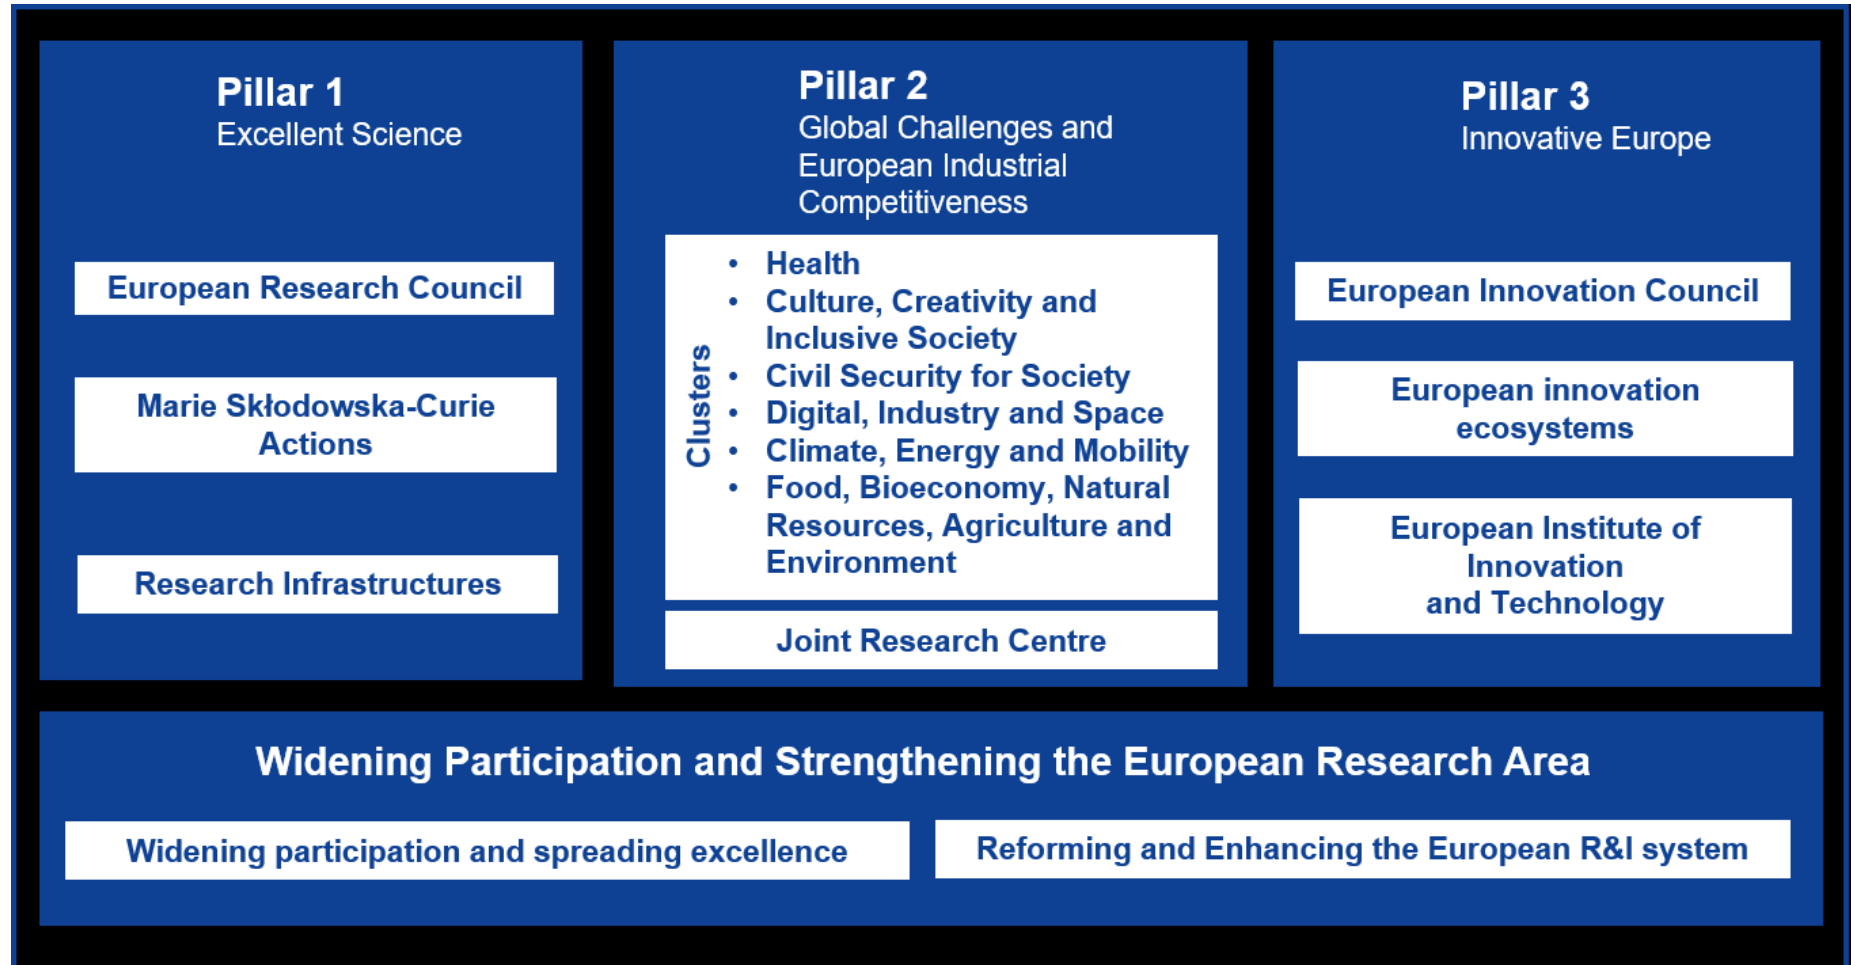 Pillar 1
Excellent Science
European Research Council
Marie Skłodowska-Curie
Actions
Research Infrastructures
Pillar 2
Global Challenges and
European Industrial
Competitiveness
Clusters
• Health
• Culture, Creativity and
Inclusive Society
• Civil Security for Society
• Digital, Industry and Space
• Climate, Energy and Mobility
• Food, Bioeconomy, Natural
Resources, Agriculture and
Environment
Joint Research Centre
Pillar 3
Innovative Europe
European Innovation Council
European innovation
ecosystems
European Institute of
Innovation
and Technology
Widening Participation and Strengthening the European Research Area
Widening participation and spreading excellence
Reforming and Enhancing the European R&I system